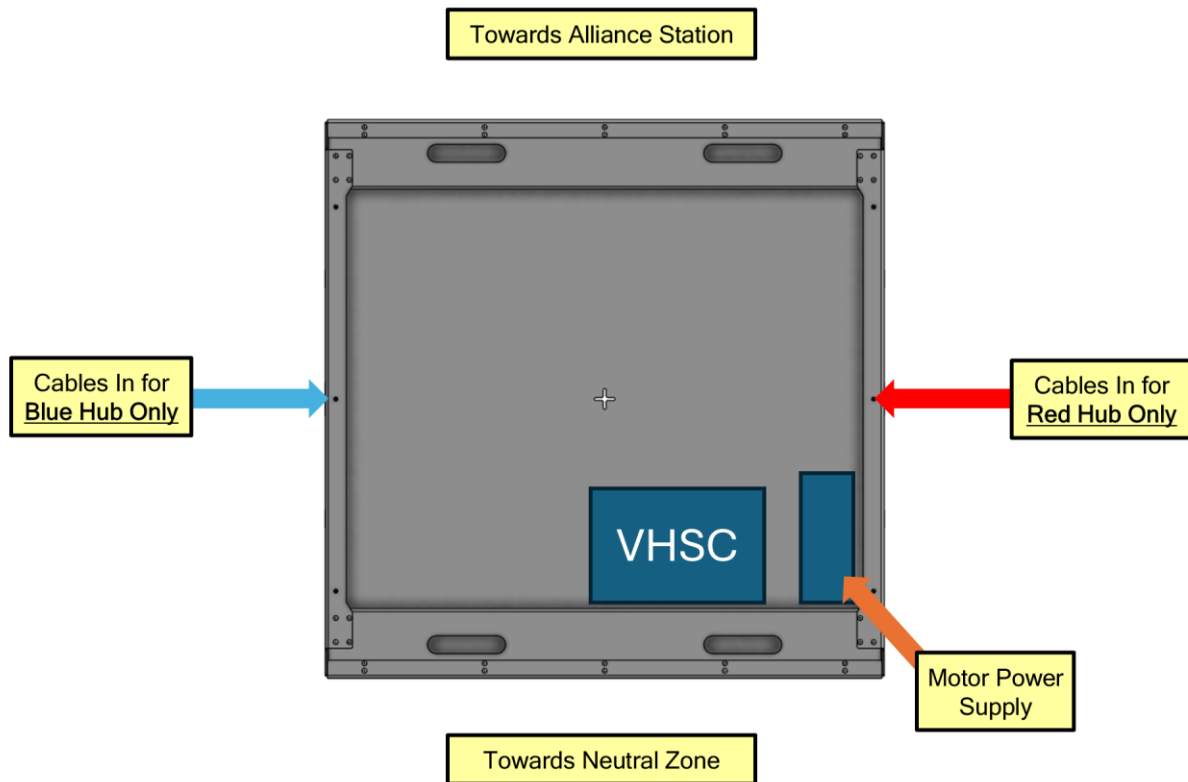 Towards Alliance Station
Cables In for
Blue Hub Only
Cables In for
Red Hub Only
VHSC
Motor Power
Supply
Towards Neutral Zone